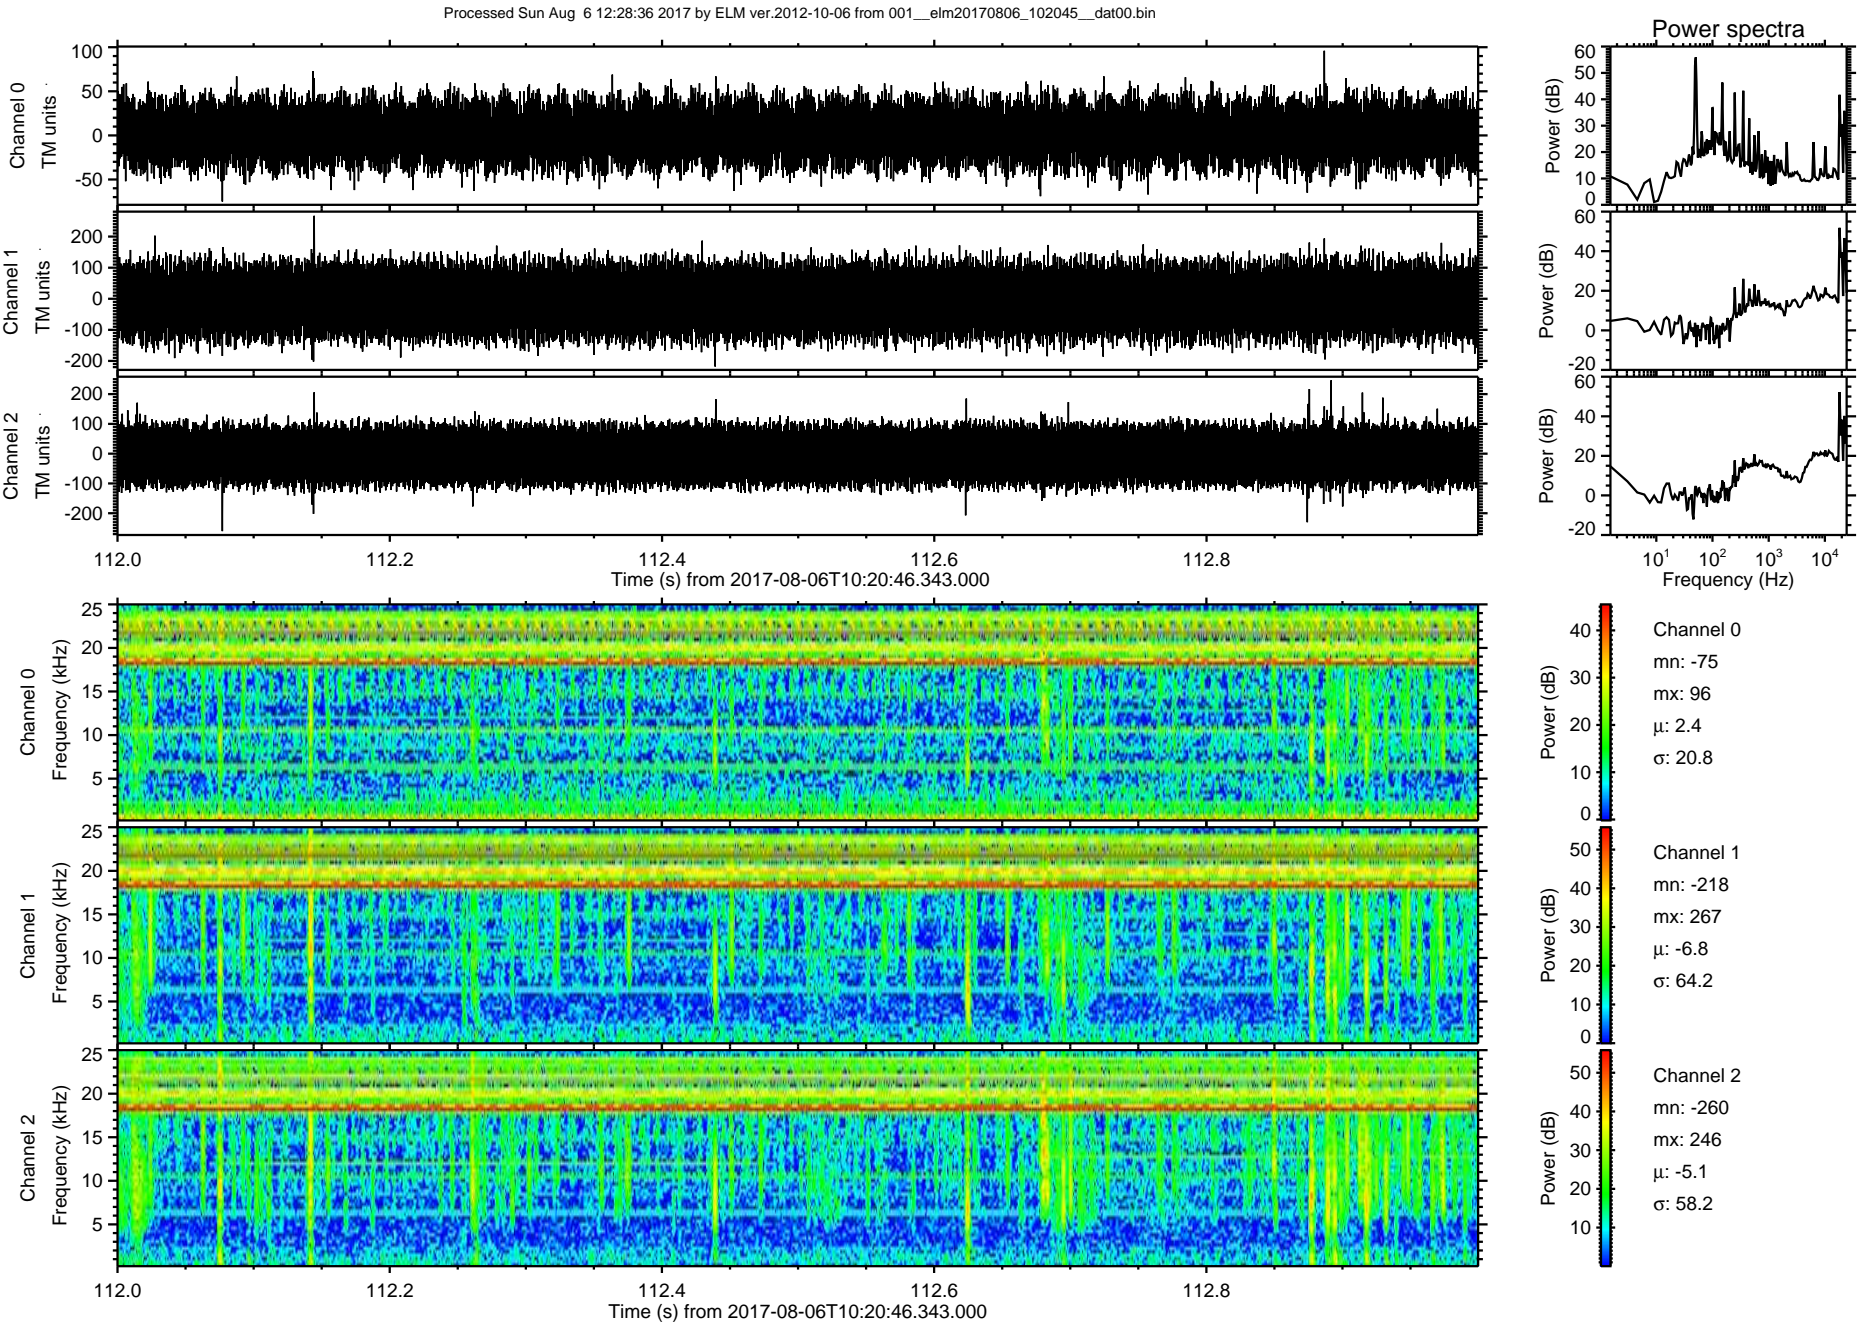 Processed Sun Aug 6 12:28:36 2017 by ELM ver.2012-10-06 from 001__elm20170806_102045__dat00.bin
Power spectra
Channel 0
TM units
100
50
0
-50
Power (dB)
60
50
40
30
20
10
0
Channel 1
TM units
200
100
0
-100
-200
Power (dB)
60
40
20
0
-20
Channel 2
TM units
200
100
0
-100
-200
Power (dB)
60
40
20
0
-20
112.0 112.2 112.4 112.6 112.8
Time (s) from 2017-08-06T10:20:46.343.000
10¹ 10² 10³ 10⁴
Frequency (Hz)
Channel 0
Frequency (kHz)
25
20
15
10
5
Power (dB)
40
30
20
10
0
Channel 0
mn: -75
mx: 96
μ: 2.4
σ: 20.8
Channel 1
Frequency (kHz)
25
20
15
10
5
Power (dB)
50
40
30
20
10
0
Channel 1
mn: -218
mx: 267
μ: -6.8
σ: 64.2
Channel 2
Frequency (kHz)
25
20
15
10
5
Power (dB)
50
40
30
20
10
Channel 2
mn: -260
mx: 246
μ: -5.1
σ: 58.2
112.0 112.2 112.4 112.6 112.8
Time (s) from 2017-08-06T10:20:46.343.000